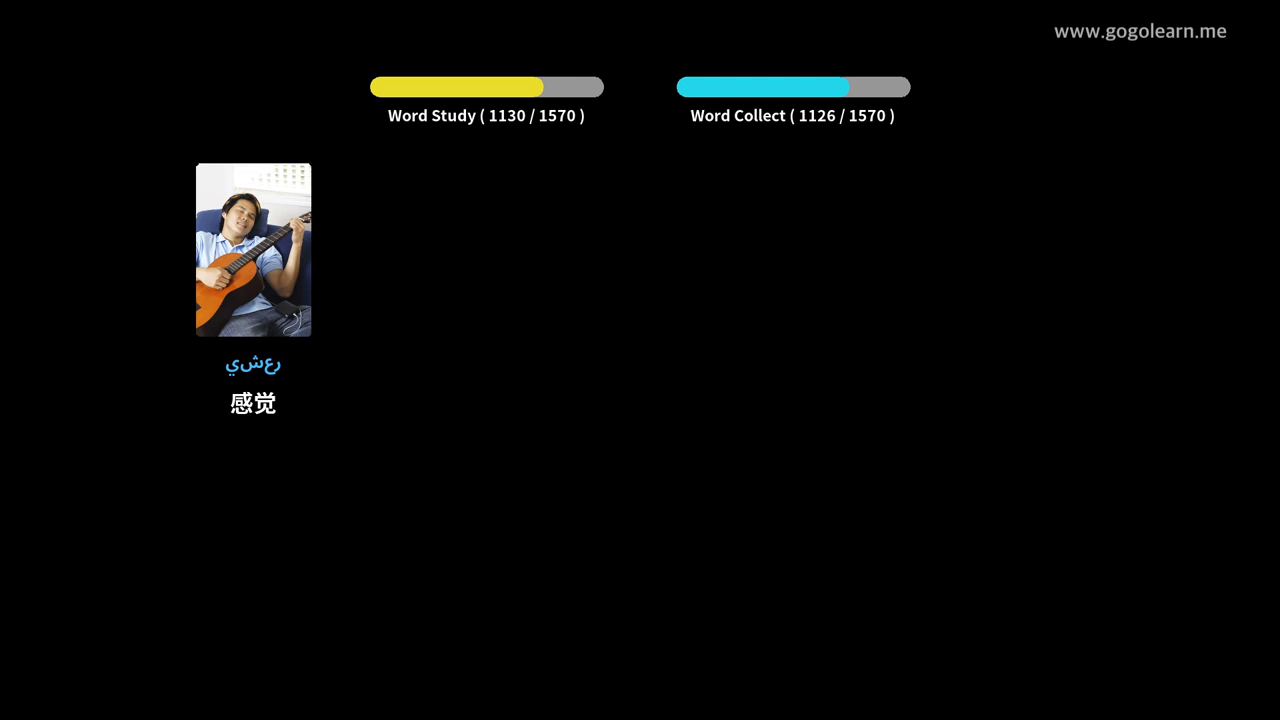 www.gogolearn.me
Word Study ( 1130 / 1570 )
Word Collect ( 1126 / 1570 )
رعشي
感觉